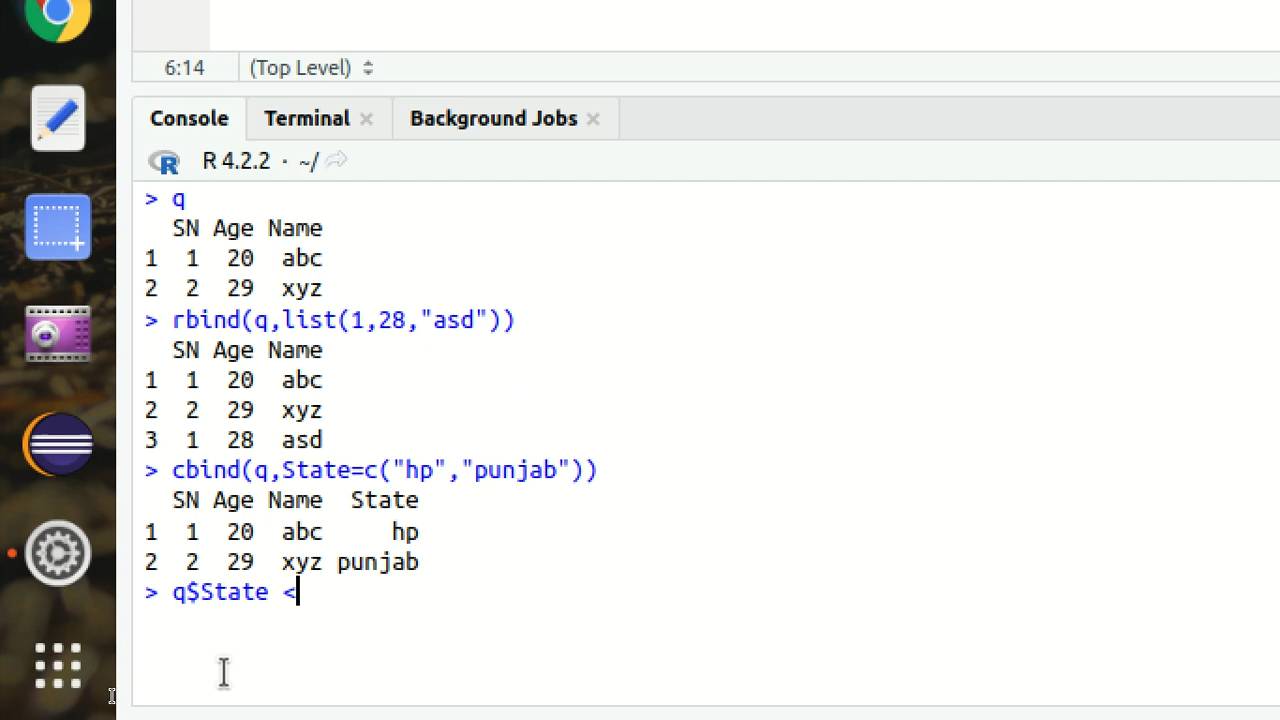 6:14 (Top Level)
Console Terminal Background Jobs
R R 4.2.2 · ~/
> q
SN Age Name
1 1 20 abc
2 2 29 xyz
> rbind(q,list(1,28,"asd"))
SN Age Name
1 1 20 abc
2 2 29 xyz
3 1 28 asd
> cbind(q,State=c("hp","punjab"))
SN Age Name State
1 1 20 abc hp
2 2 29 xyz punjab
> q$State <